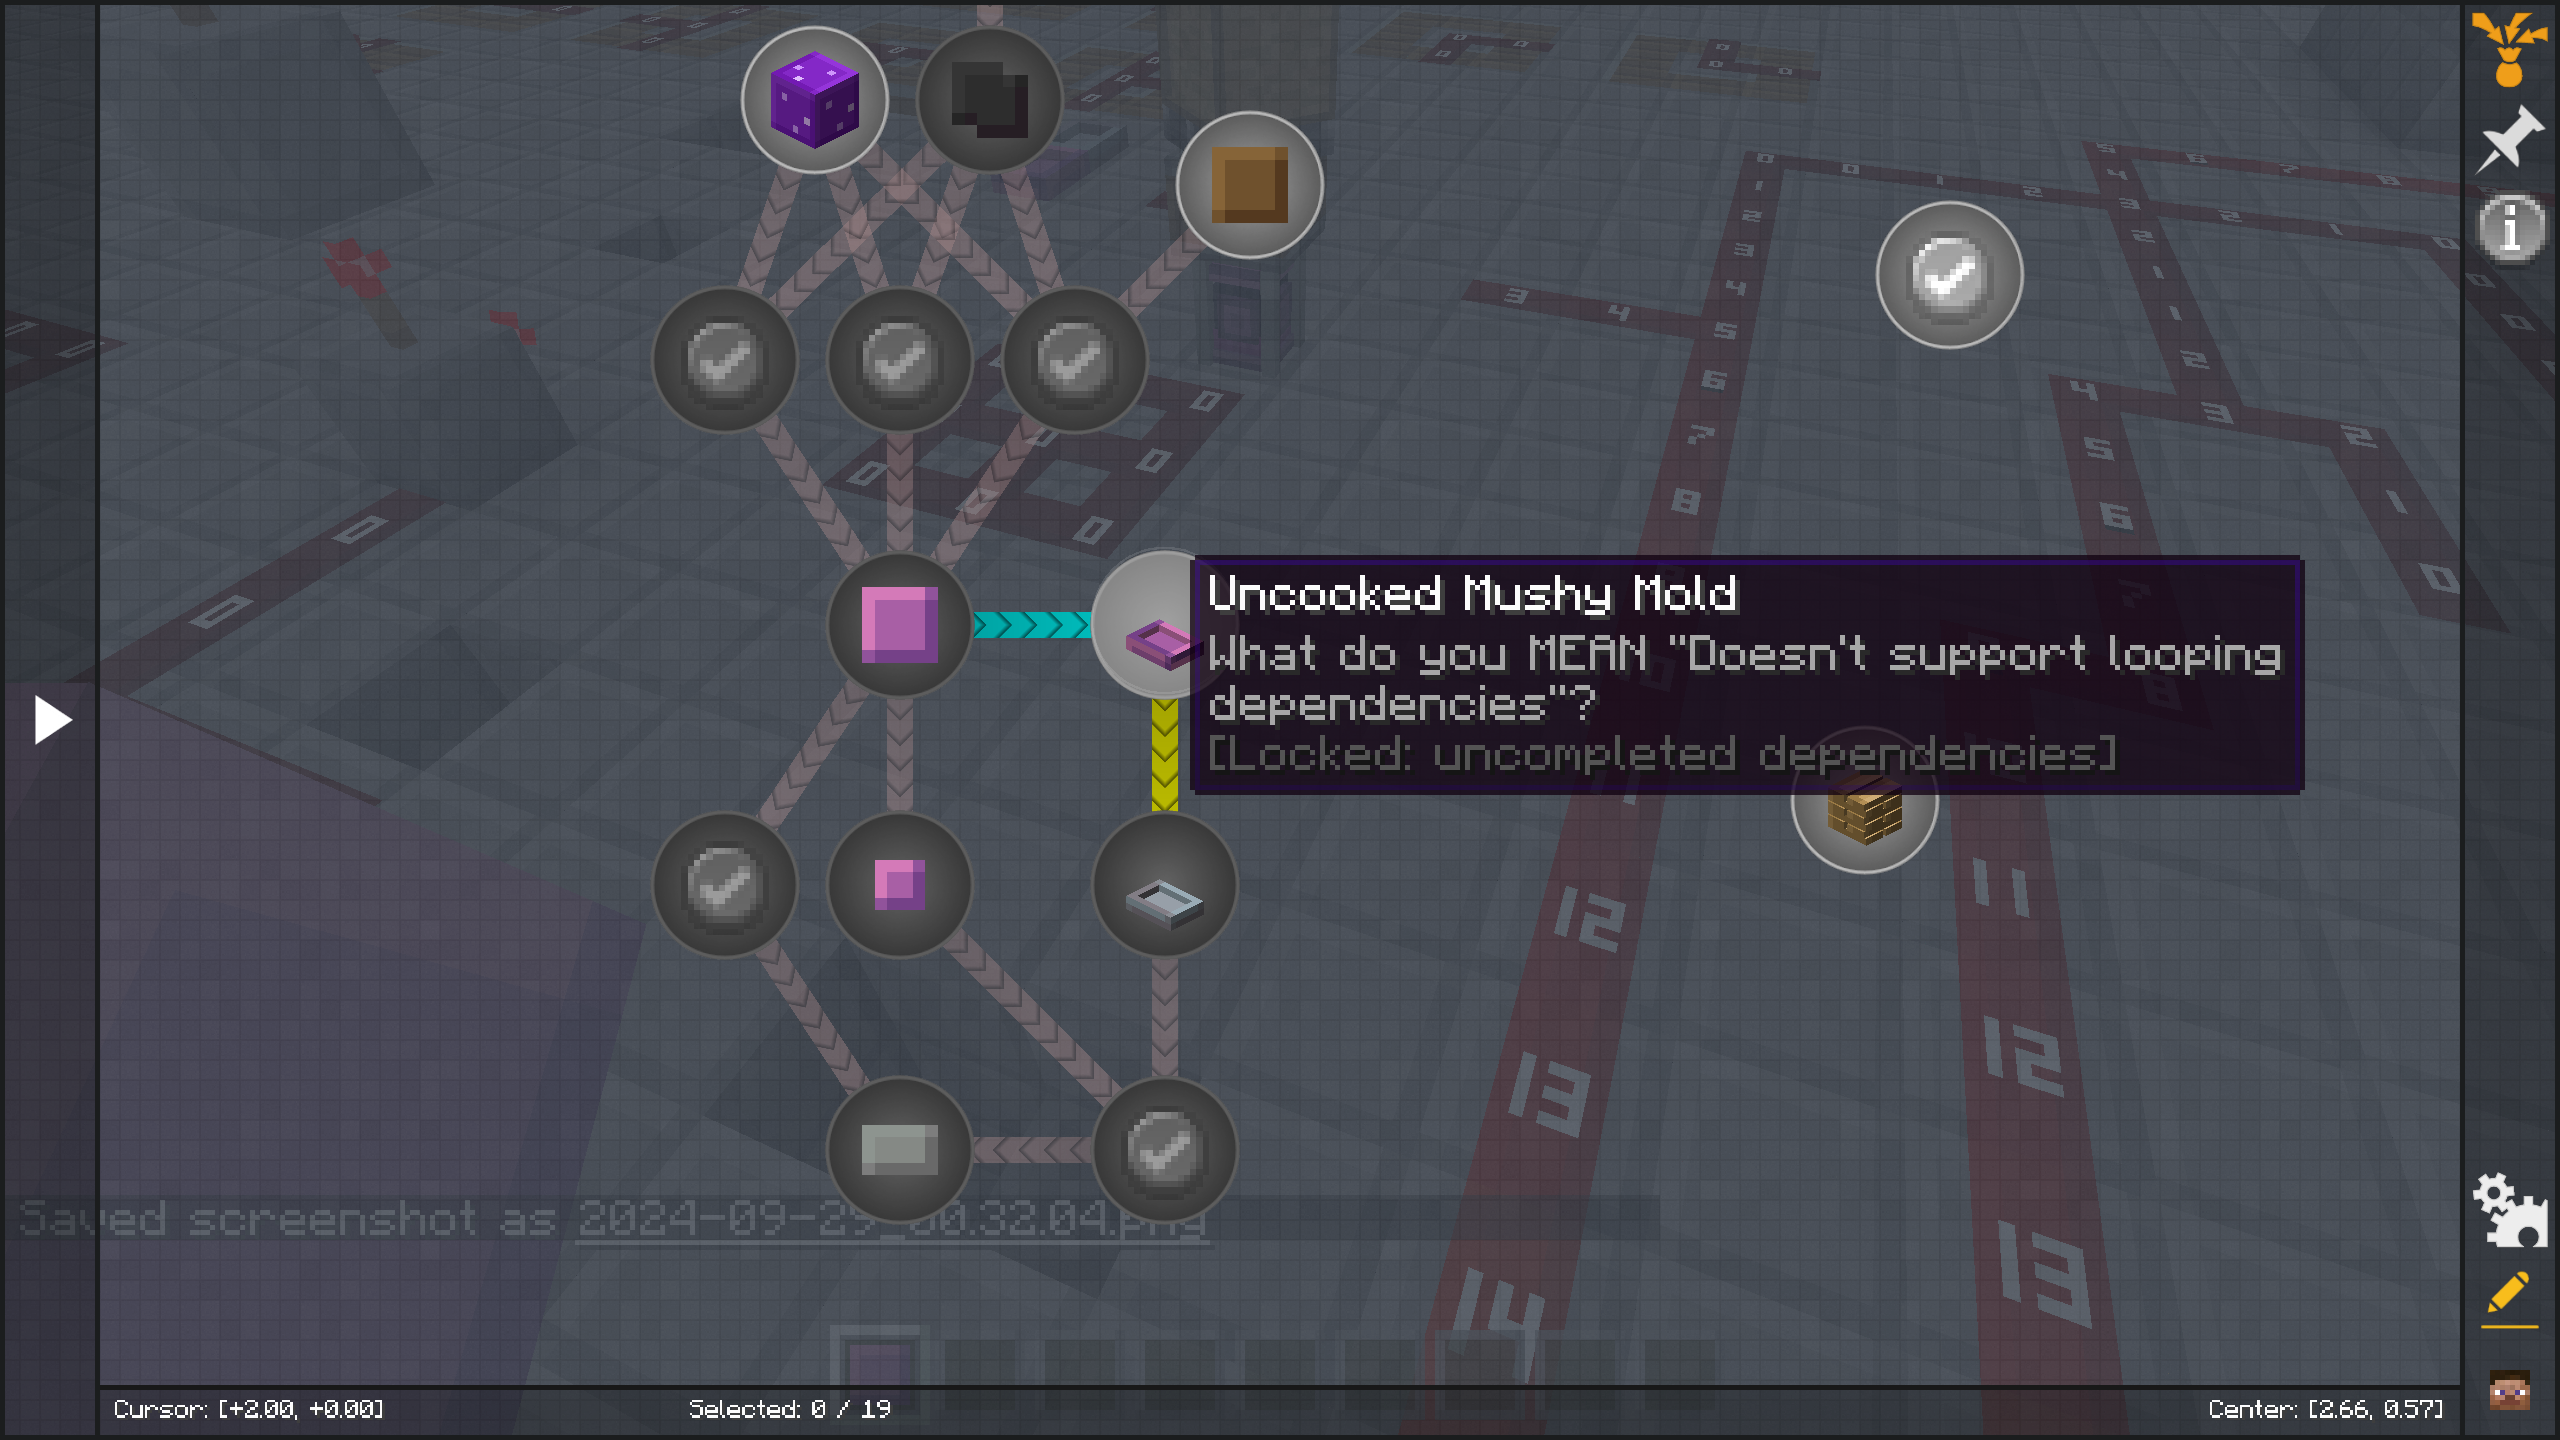 Uncooked Mushy Mold
What do you MEAN "Doesn't support looping
dependencies"?
[Locked: uncompleted dependencies]
Saved screenshot as 2024-09-29_00.32.04.png
Cursor: [+2.00, +0.00]
Selected: 0 / 19
Center: [2.66, 0.57]